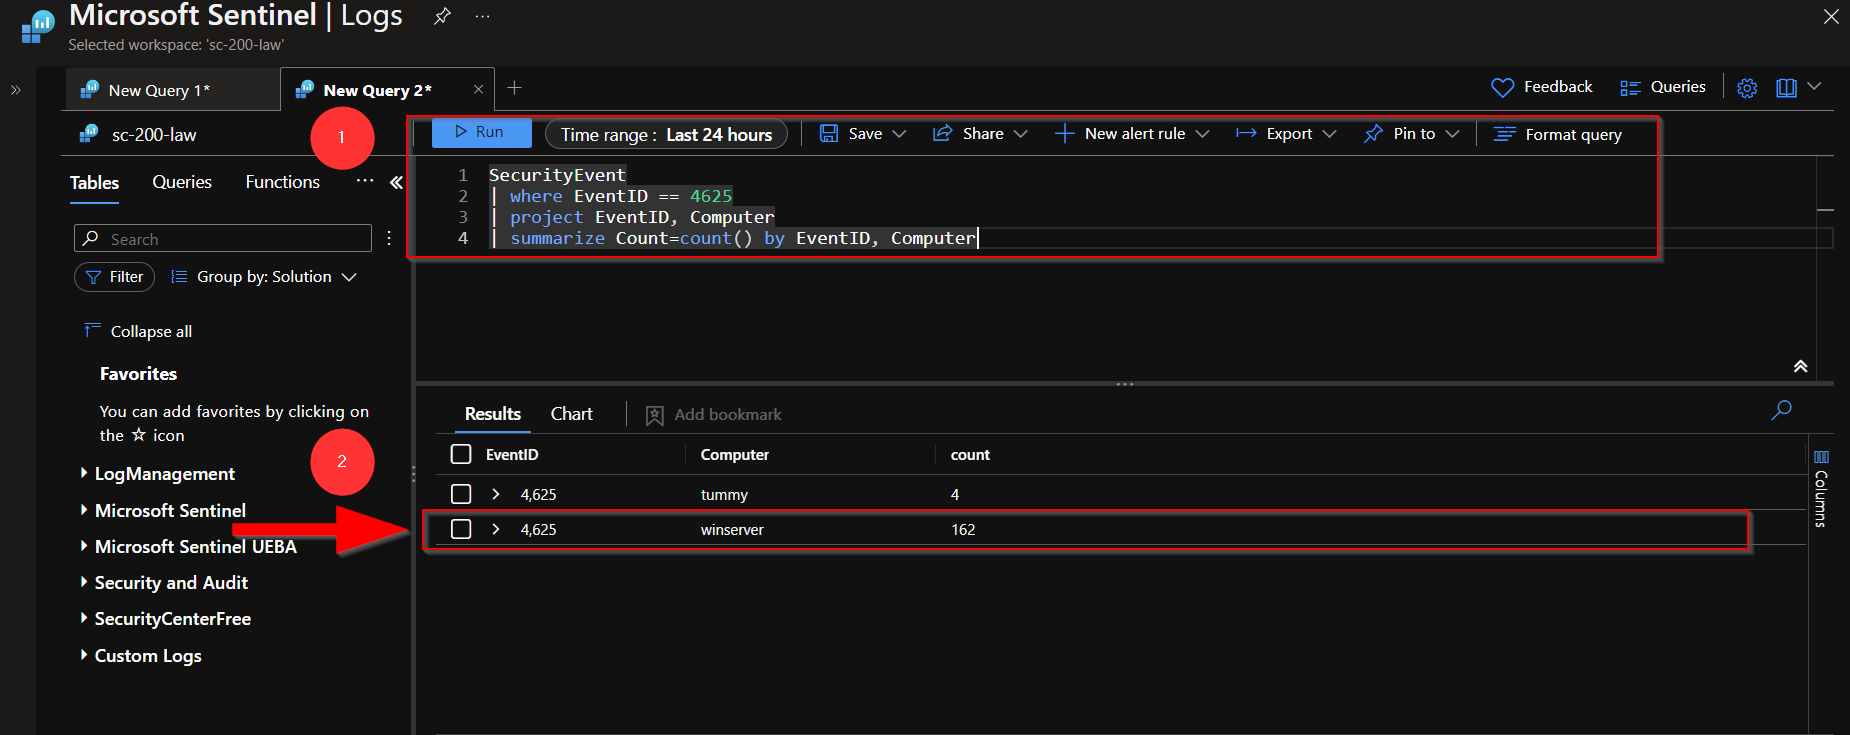 Microsoft Sentinel | Logs
Selected workspace: 'sc-200-law'
New Query 1*
New Query 2*
Feedback
Queries
sc-200-law
1
Run
Time range : Last 24 hours
Save
Share
New alert rule
Export
Pin to
Format query
Tables
Queries
Functions
1 SecurityEvent
2 | where EventID == 4625
3 | project EventID, Computer
4 | summarize Count=count() by EventID, Computer
Search
Filter
Group by: Solution
Collapse all
Favorites
You can add favorites by clicking on
the ☆ icon
2
LogManagement
Microsoft Sentinel
Microsoft Sentinel UEBA
Security and Audit
SecurityCenterFree
Custom Logs
Results
Chart
Add bookmark
EventID Computer count
4,625 tummy 4
4,625 winserver 162
Columns